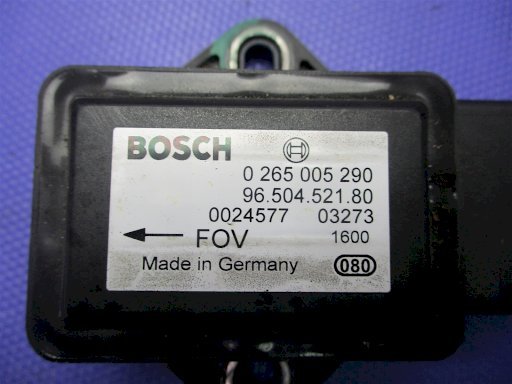 BOSCH
0 265 005 290
96.504.521.80
0024577 03273
FOV 1600
Made in Germany 080